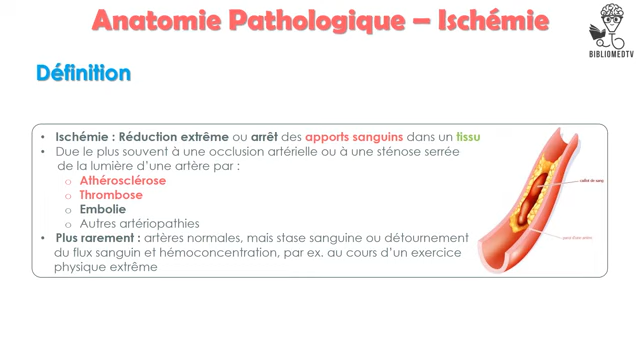 Anatomie Pathologique – Ischémie
BIBLIOMEDTV
Définition
• Ischémie : Réduction extrême ou arrêt des apports sanguins dans un tissu
• Due le plus souvent à une occlusion artérielle ou à une sténose serrée
de la lumière d'une artère par :
o Athérosclérose
o Thrombose
o Embolie
o Autres artériopathies
• Plus rarement : artères normales, mais stase sanguine ou détournement
du flux sanguin et hémoconcentration, par ex. au cours d'un exercice
physique extrême
caillot de sang